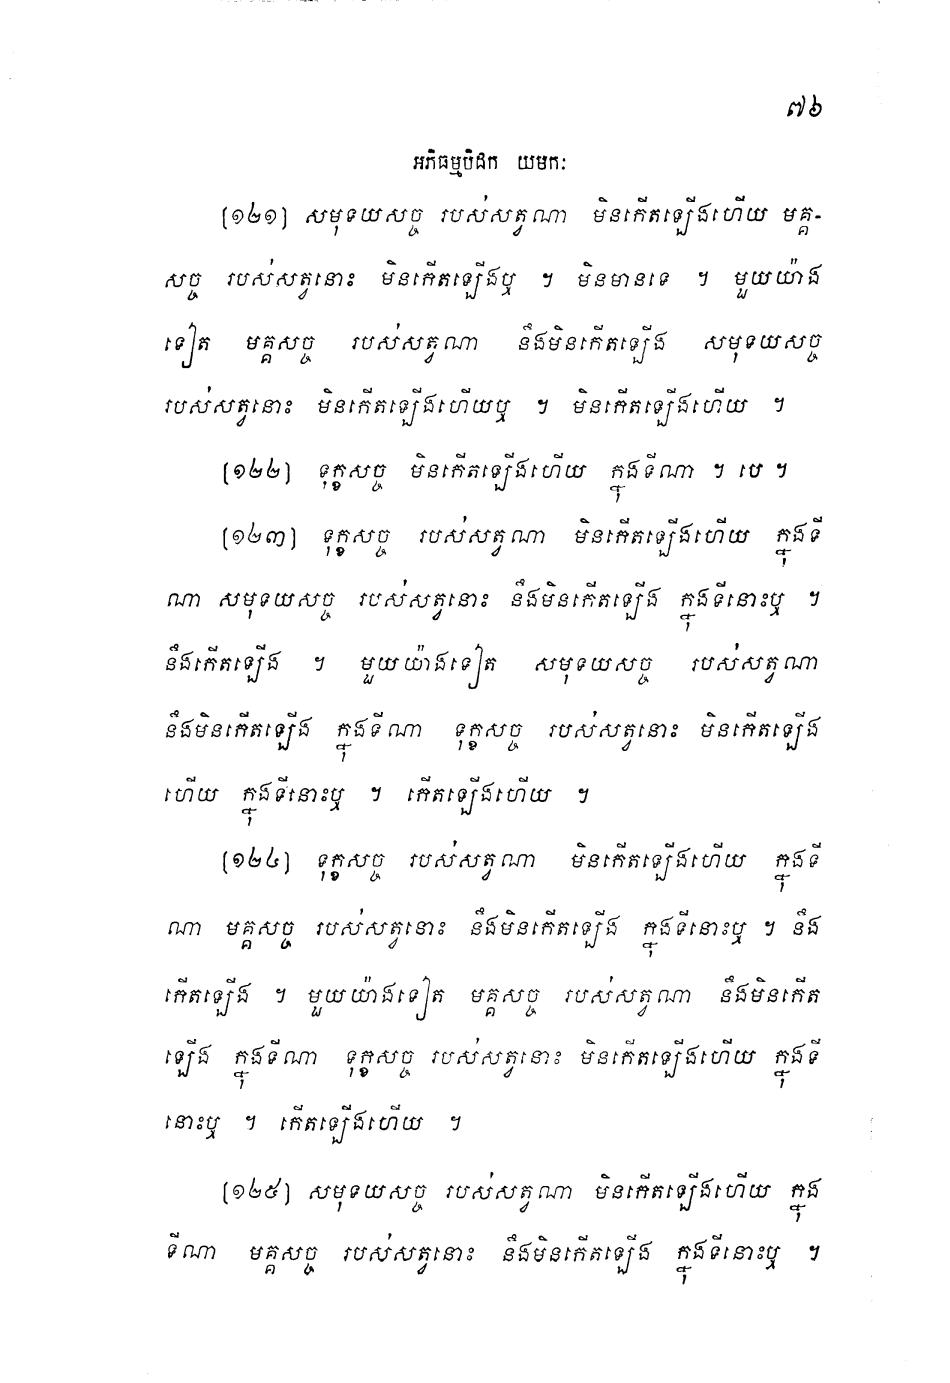 ៧៦
អភិធម្មបិដក យមកៈ
(១២១) សមុទយសច្ច របស់សត្វណា មិនកើតឡើងហើយ មគ្គ-
សច្ច របស់សត្វនោះ មិនកើតឡើងឬ ។ មិនមានទេ ។ មួយយ៉ាង
ទៀត មគ្គសច្ច របស់សត្វណា នឹងមិនកើតឡើង សមុទយសច្ច
របស់សត្វនោះ មិនកើតឡើងហើយឬ ។ មិនកើតឡើងហើយ ។
(១២២) ទុក្ខសច្ច មិនកើតឡើងហើយ ក្នុងទីណា ។ បេ ។
(១២៣) ទុក្ខសច្ច របស់សត្វណា មិនកើតឡើងហើយ ក្នុងទី
ណា សមុទយសច្ច របស់សត្វនោះ នឹងមិនកើតឡើង ក្នុងទីនោះឬ ។
នឹងកើតឡើង ។ មួយយ៉ាងទៀត សមុទយសច្ច របស់សត្វណា
នឹងមិនកើតឡើង ក្នុងទីណា ទុក្ខសច្ច របស់សត្វនោះ មិនកើតឡើង
ហើយ ក្នុងទីនោះឬ ។ កើតឡើងហើយ ។
(១២៤) ទុក្ខសច្ច របស់សត្វណា មិនកើតឡើងហើយ ក្នុងទី
ណា មគ្គសច្ច របស់សត្វនោះ នឹងមិនកើតឡើង ក្នុងទីនោះឬ ។ នឹង
កើតឡើង ។ មួយយ៉ាងទៀត មគ្គសច្ច របស់សត្វណា នឹងមិនកើត
ឡើង ក្នុងទីណា ទុក្ខសច្ច របស់សត្វនោះ មិនកើតឡើងហើយ ក្នុងទី
នោះឬ ។ កើតឡើងហើយ ។
(១២៥) សមុទយសច្ច របស់សត្វណា មិនកើតឡើងហើយ ក្នុង
ទីណា មគ្គសច្ច របស់សត្វនោះ នឹងមិនកើតឡើង ក្នុងទីនោះឬ ។